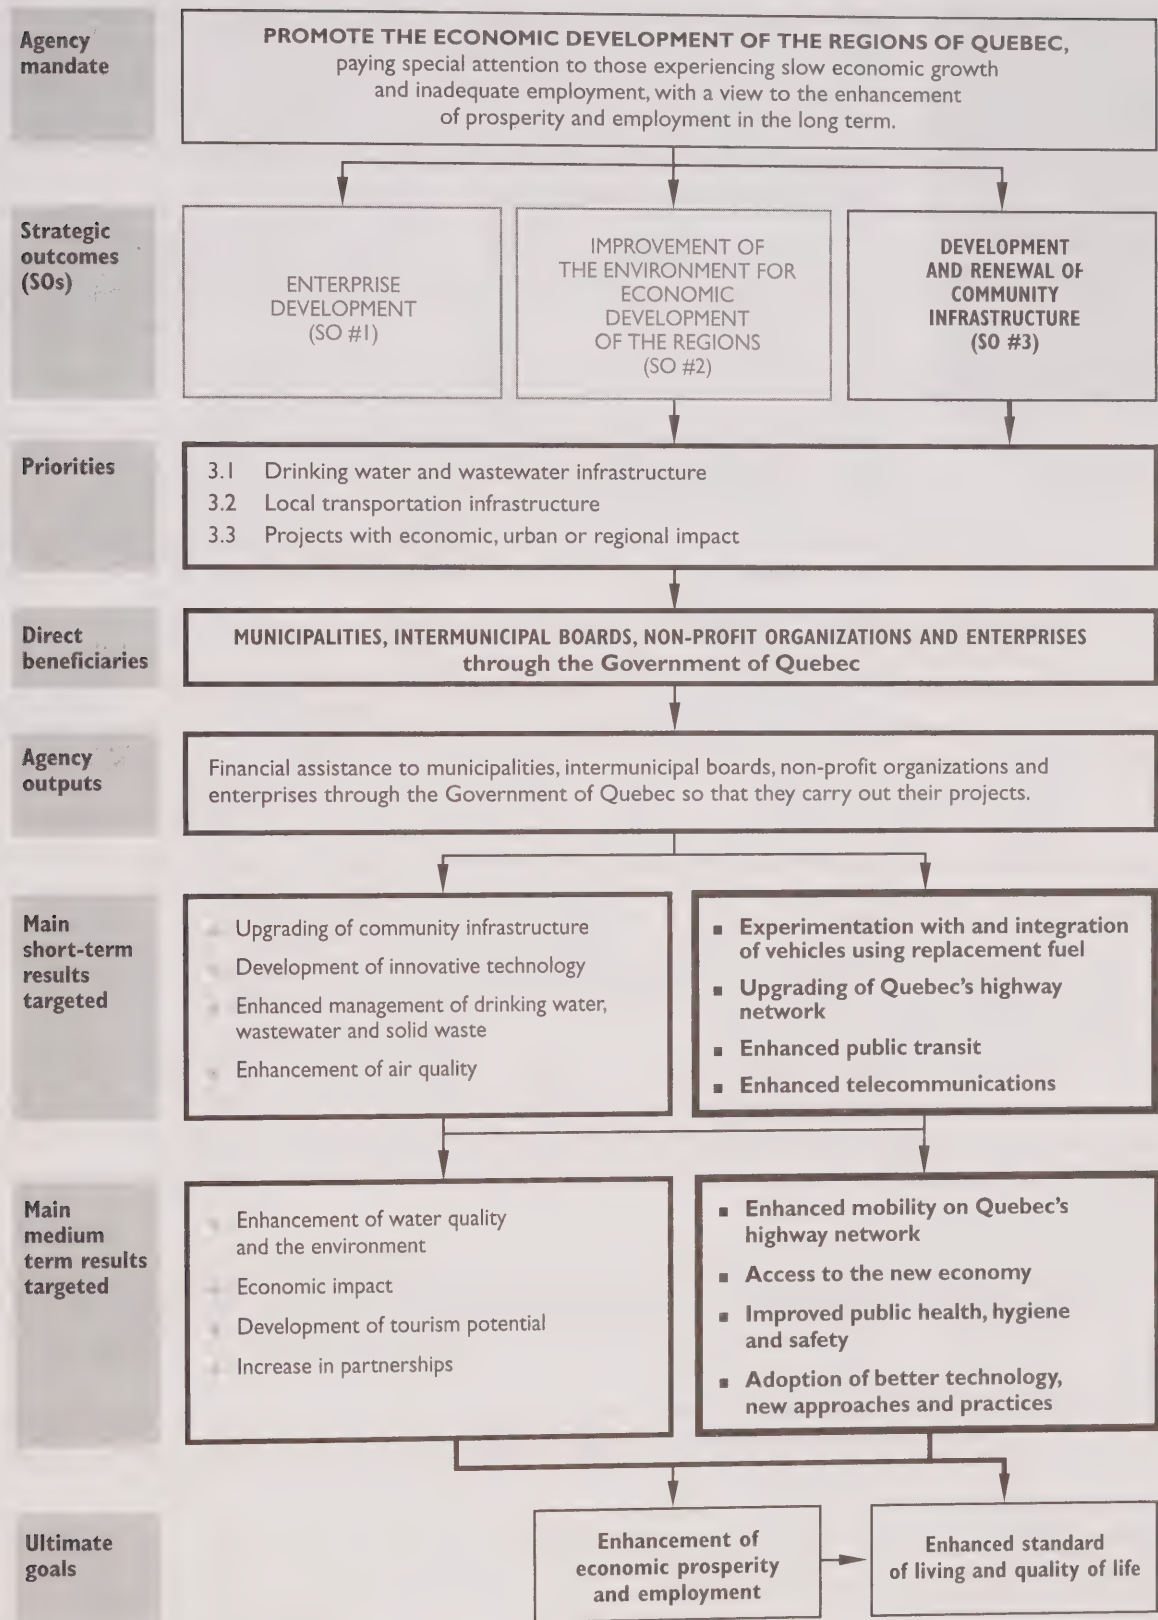 Agency
mandate
PROMOTE THE ECONOMIC DEVELOPMENT OF THE REGIONS OF QUEBEC,
paying special attention to those experiencing slow economic growth
and inadequate employment, with a view to the enhancement
of prosperity and employment in the long term.
Strategic
outcomes
(SOs)
ENTERPRISE
DEVELOPMENT
(SO #1)
IMPROVEMENT OF
THE ENVIRONMENT FOR
ECONOMIC
DEVELOPMENT
OF THE REGIONS
(SO #2)
DEVELOPMENT
AND RENEWAL OF
COMMUNITY
INFRASTRUCTURE
(SO #3)
Priorities
3.1 Drinking water and wastewater infrastructure
3.2 Local transportation infrastructure
3.3 Projects with economic, urban or regional impact
Direct
beneficiaries
MUNICIPALITIES, INTERMUNICIPAL BOARDS, NON-PROFIT ORGANIZATIONS AND ENTERPRISES
through the Government of Quebec
Agency
outputs
Financial assistance to municipalities, intermunicipal boards, non-profit organizations and
enterprises through the Government of Quebec so that they carry out their projects.
Main
short-term
results
targeted
Upgrading of community infrastructure
Development of innovative technology
Enhanced management of drinking water,
wastewater and solid waste
Enhancement of air quality
■ Experimentation with and integration
of vehicles using replacement fuel
■ Upgrading of Quebec's highway
network
■ Enhanced public transit
■ Enhanced telecommunications
Main
medium
term results
targeted
Enhancement of water quality
and the environment
Economic impact
Development of tourism potential
Increase in partnerships
■ Enhanced mobility on Quebec's
highway network
■ Access to the new economy
■ Improved public health, hygiene
and safety
■ Adoption of better technology,
new approaches and practices
Ultimate
goals
Enhancement of
economic prosperity
and employment
Enhanced standard
of living and quality of life